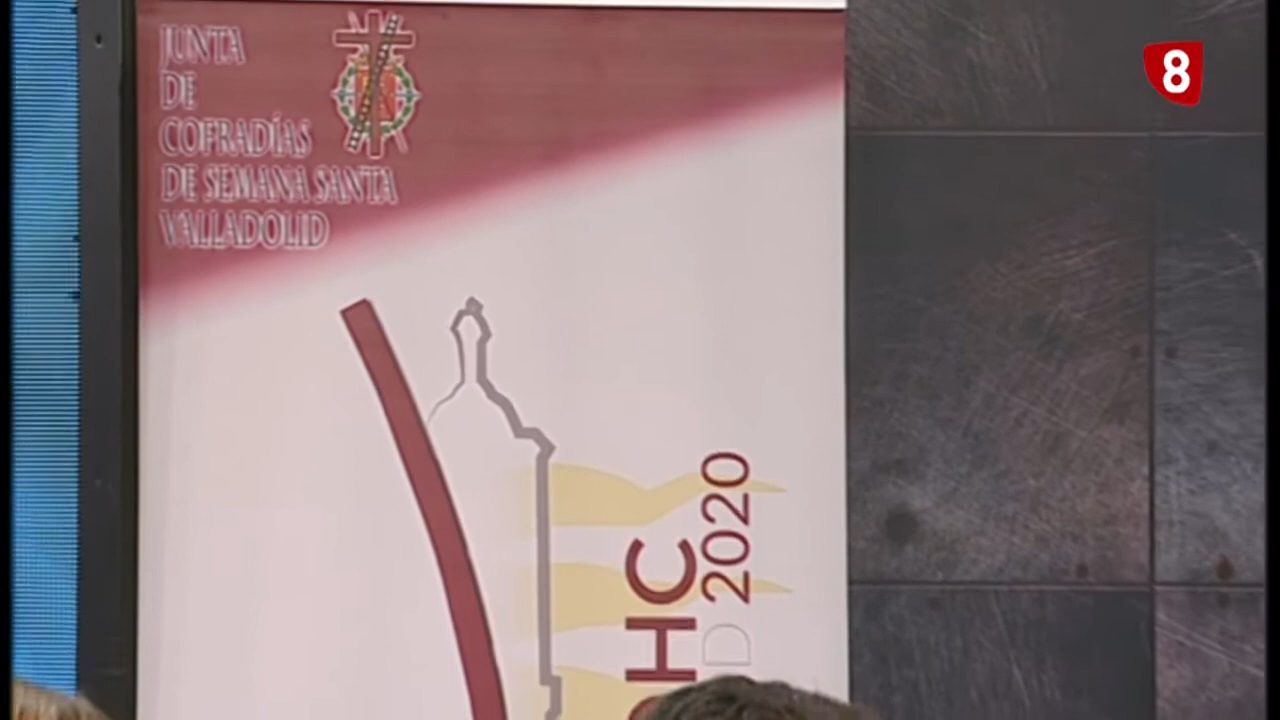 JUNTA
DE
COFRADÍAS
DE SEMANA SANTA
VALLADOLID
HC
D 2020
8